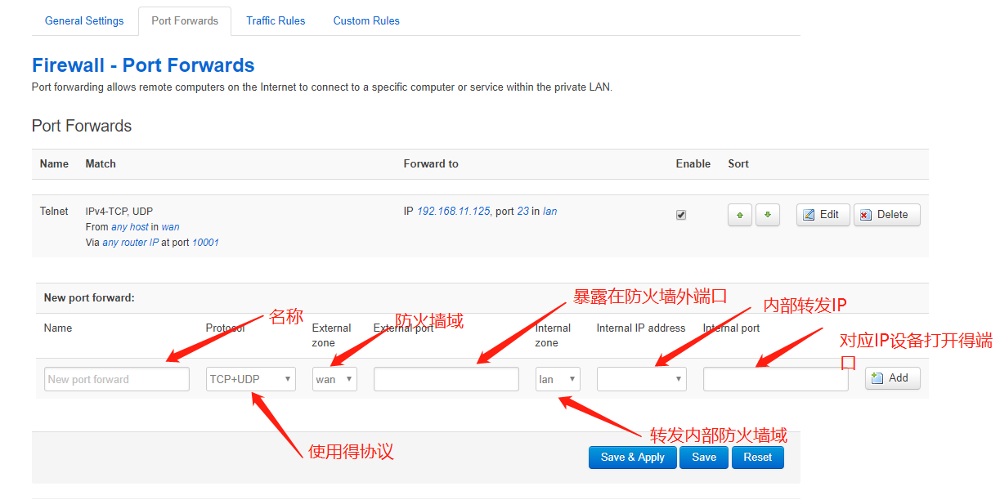 General Settings Port Forwards Traffic Rules Custom Rules
Firewall - Port Forwards
Port forwarding allows remote computers on the Internet to connect to a specific computer or service within the private LAN.
Port Forwards
Name Match Forward to Enable Sort
Telnet IPv4-TCP, UDP IP 192.168.11.125, port 23 in lan Edit Delete
From any host in wan
Via any router IP at port 10001
New port forward:
暴露在防火墙外端口
内部转发IP
名称
防火墙域
Name Protocol External zone External port Internal zone Internal IP address Internal port
对应IP设备打开得端口
New port forward TCP+UDP wan lan Add
转发内部防火墙域
使用得协议
Save & Apply Save Reset